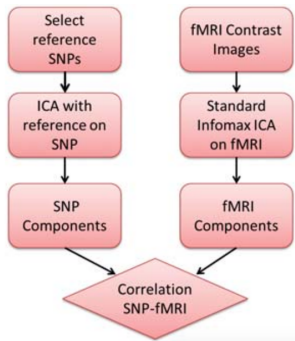 Select
reference
SNPs
fMRI Contrast
Images
ICA with
reference on
SNP
Standard
Infomax ICA
on fMRI
SNP
Components
fMRI
Components
Correlation
SNP-fMRI